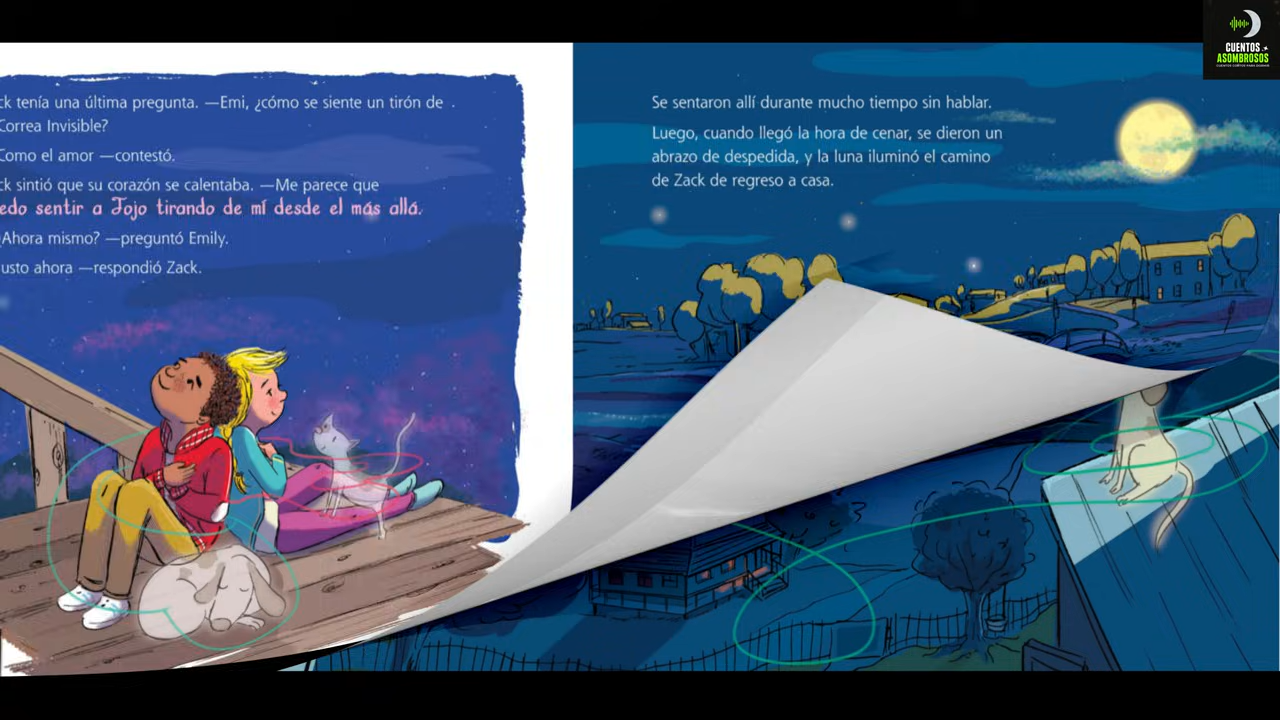 ck tenía una última pregunta. —Emi, ¿cómo se siente un tirón de
Correa Invisible?
Como el amor —contestó.
ck sintió que su corazón se calentaba. —Me parece que
edo sentir a Jojo tirando de mí desde el más allá.
¿Ahora mismo? —preguntó Emily.
usto ahora —respondió Zack.
Se sentaron allí durante mucho tiempo sin hablar.
Luego, cuando llegó la hora de cenar, se dieron un
abrazo de despedida, y la luna iluminó el camino
de Zack de regreso a casa.
CUENTOS
ASOMBROSOS